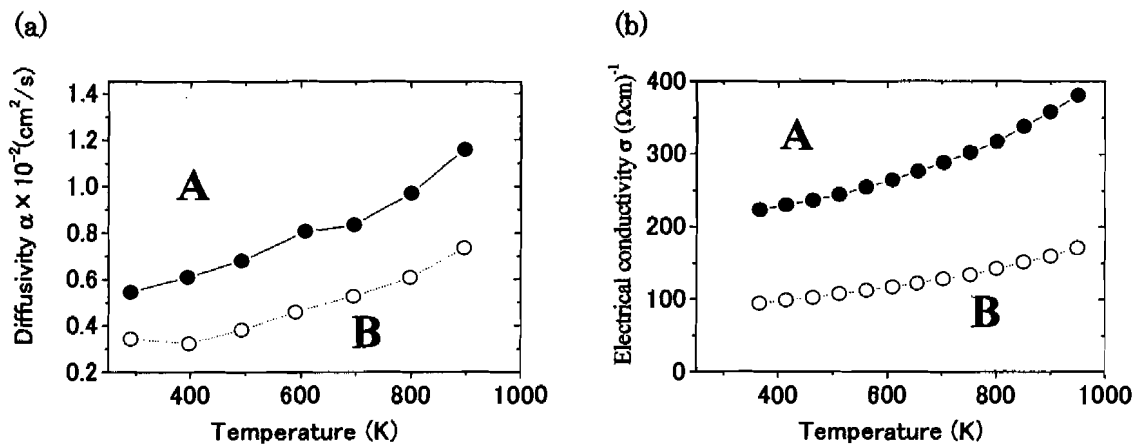 (a)
Diffusivity α × 10⁻² (cm²/s)
1.4
1.2
1.0
0.8
0.6
0.4
0.2
A
B
400
600
800
1000
Temperature (K)
(b)
Electrical conductivity σ (Ωcm)⁻¹
400
300
200
100
0
A
B
400
600
800
1000
Temperature (K)